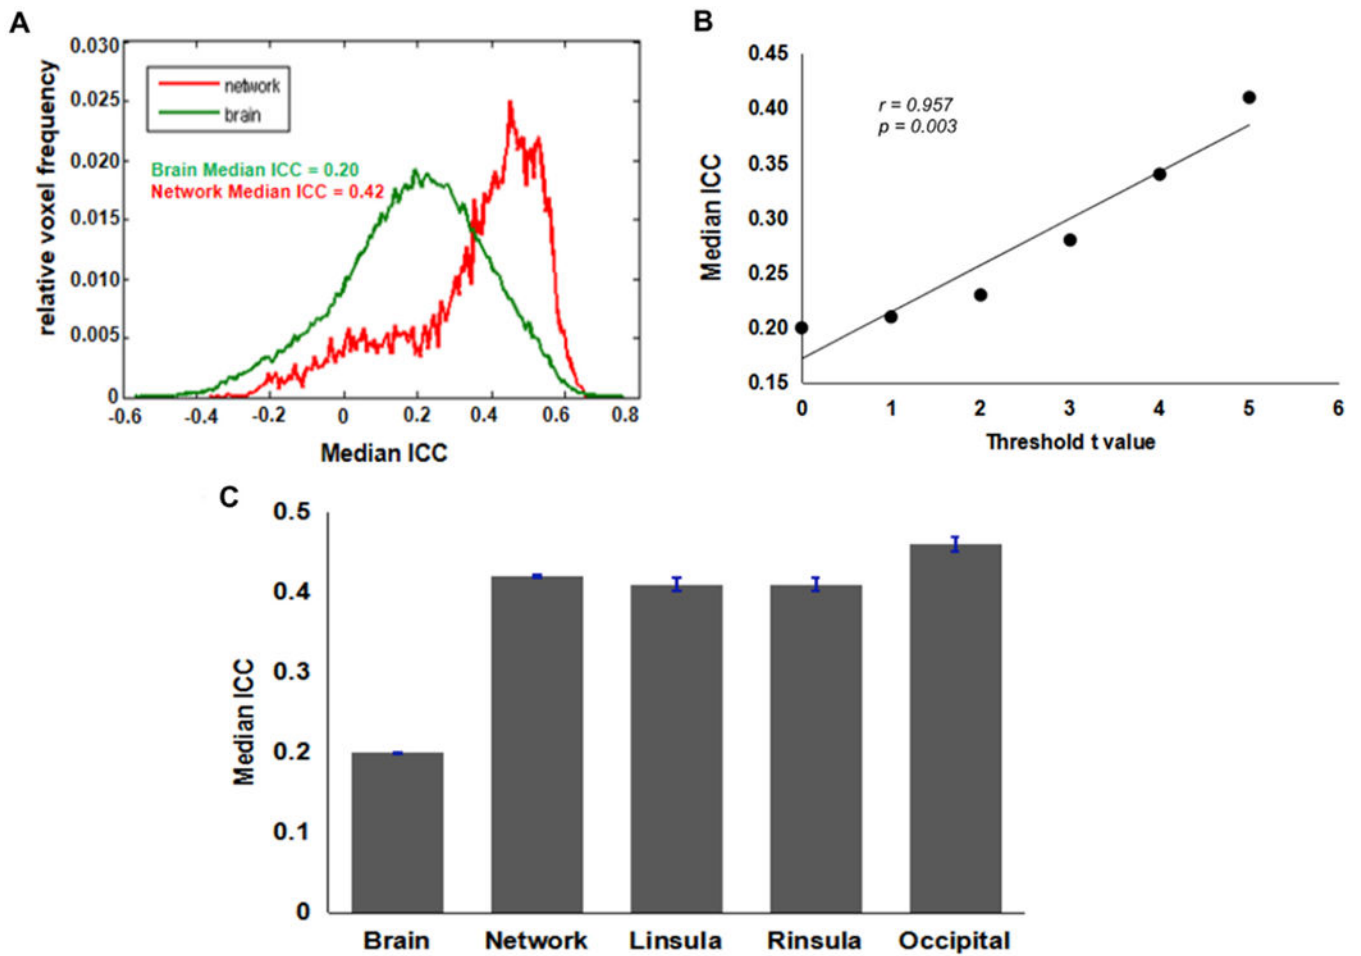 A
0.030
0.025
0.020
0.015
0.010
0.005
0
relative voxel frequency
network
brain
Brain Median ICC = 0.20
Network Median ICC = 0.42
-0.6 -0.4 -0.2 0 0.2 0.4 0.6 0.8
Median ICC
B
0.45
0.40
0.35
0.30
0.25
0.20
0.15
Median ICC
r = 0.957
p = 0.003
0 1 2 3 4 5 6
Threshold t value
C
0.5
0.4
0.3
0.2
0.1
0
Median ICC
Brain Network Linsula Rinsula Occipital